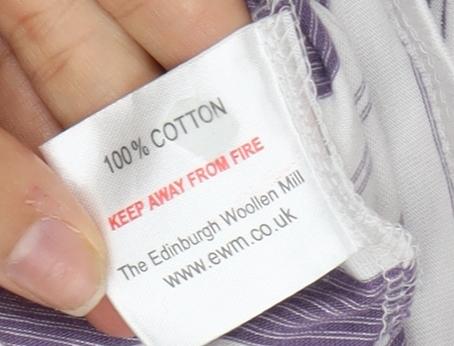 100% COTTON
KEEP AWAY FROM FIRE
The Edinburgh Woollen Mill
www.ewm.co.uk